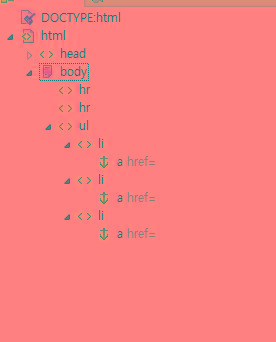 DOCTYPE:html
html
head
body
hr
hr
ul
li
a href=
li
a href=
li
a href=